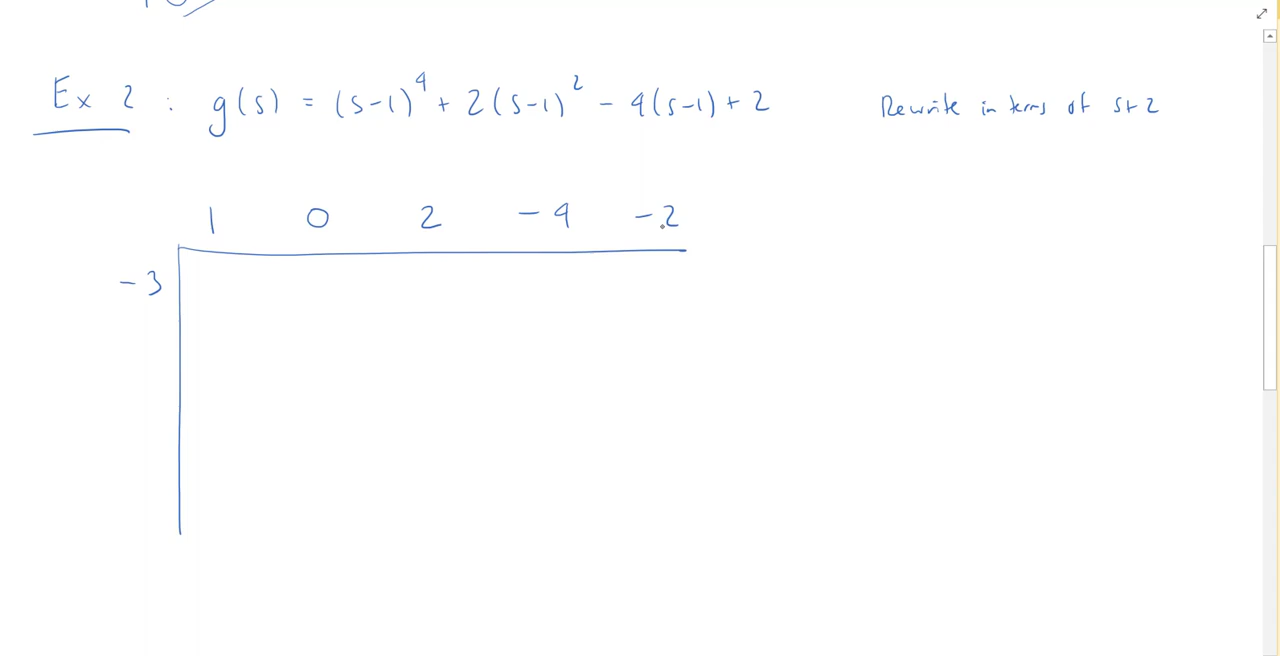 Ex 2 : g(s) = (s-1)⁴ + 2(s-1)² - 4(s-1) + 2 Rewrite in terms of s+2
1 0 2 -4 -2
-3